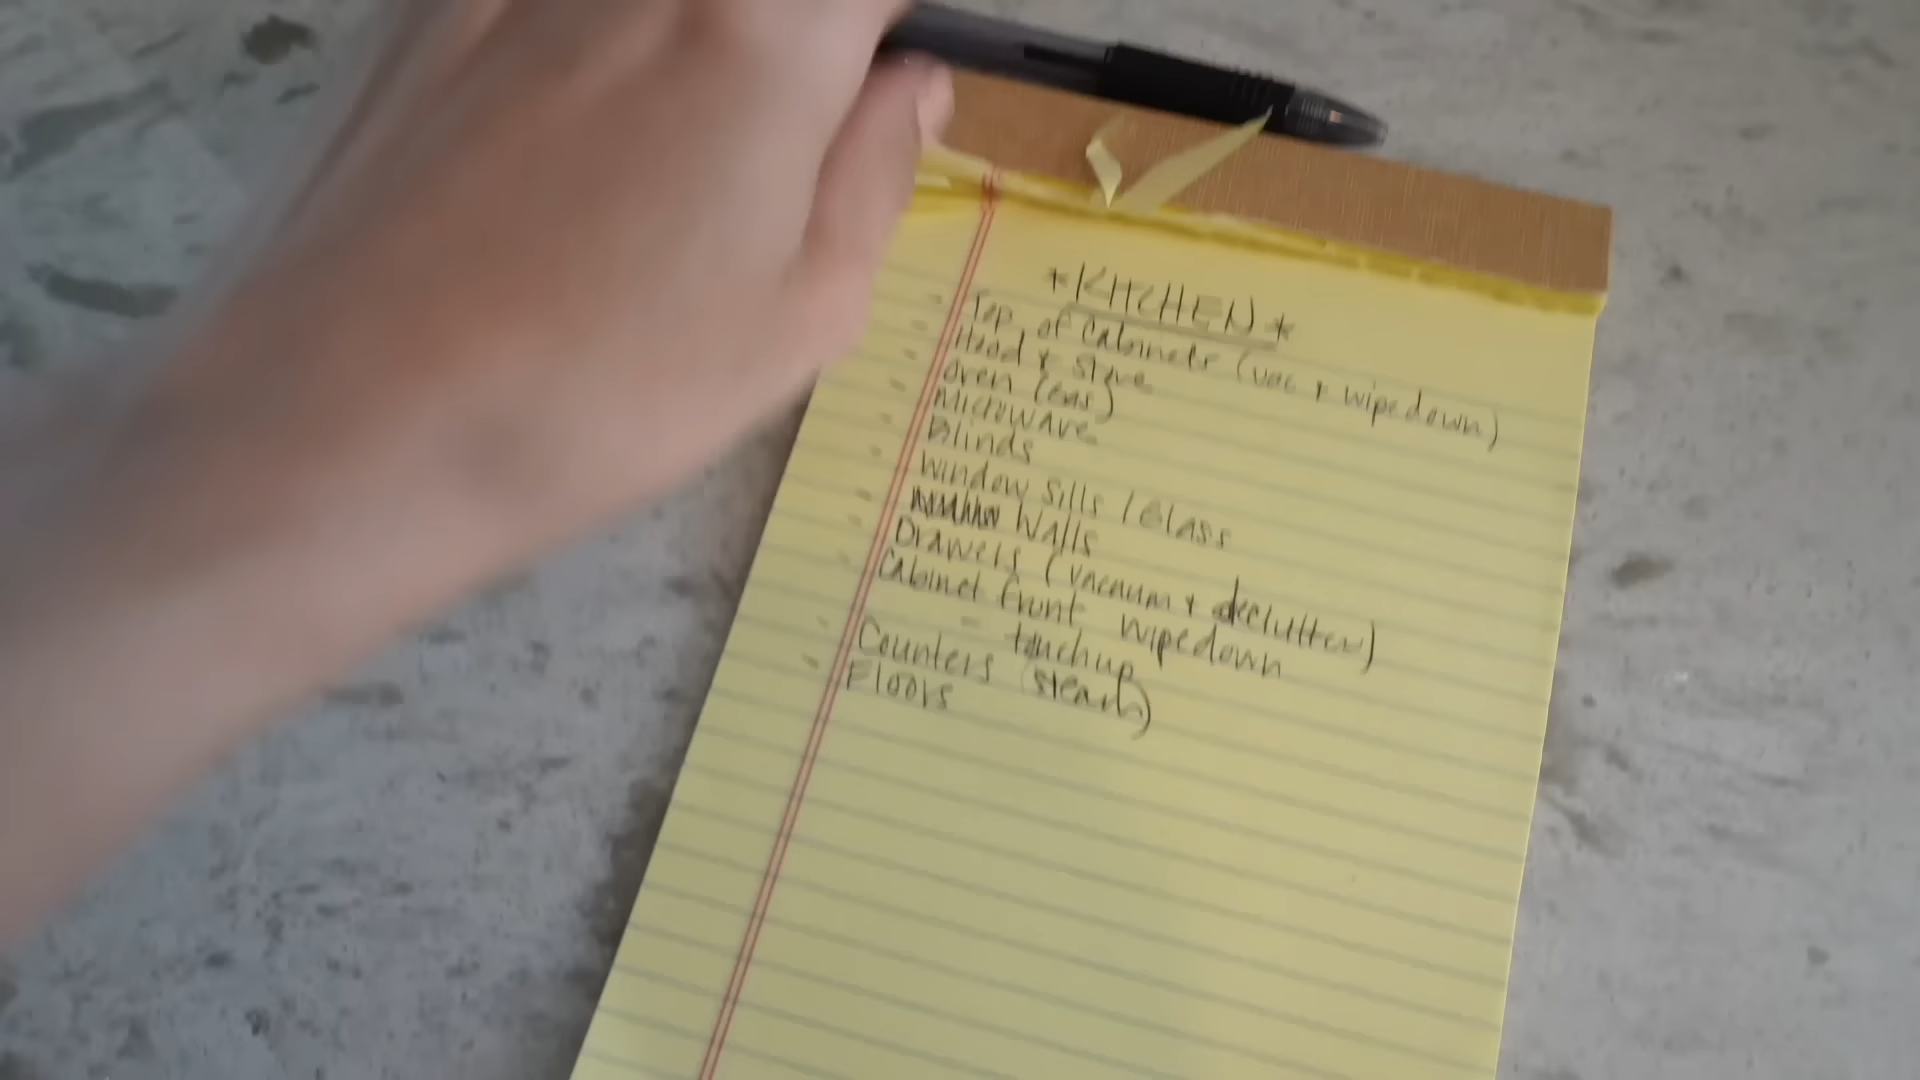 *KITCHEN*
- Top of cabinets (vac + wipedown)
- Hood & stove
- Oven (eas)
- Microwave
- Blinds
- Window sills / Glass
- Walls
- Drawers (vacuum + declutter)
- Cabinet front wipedown
- touchup
- Counters (steam)
- Floors